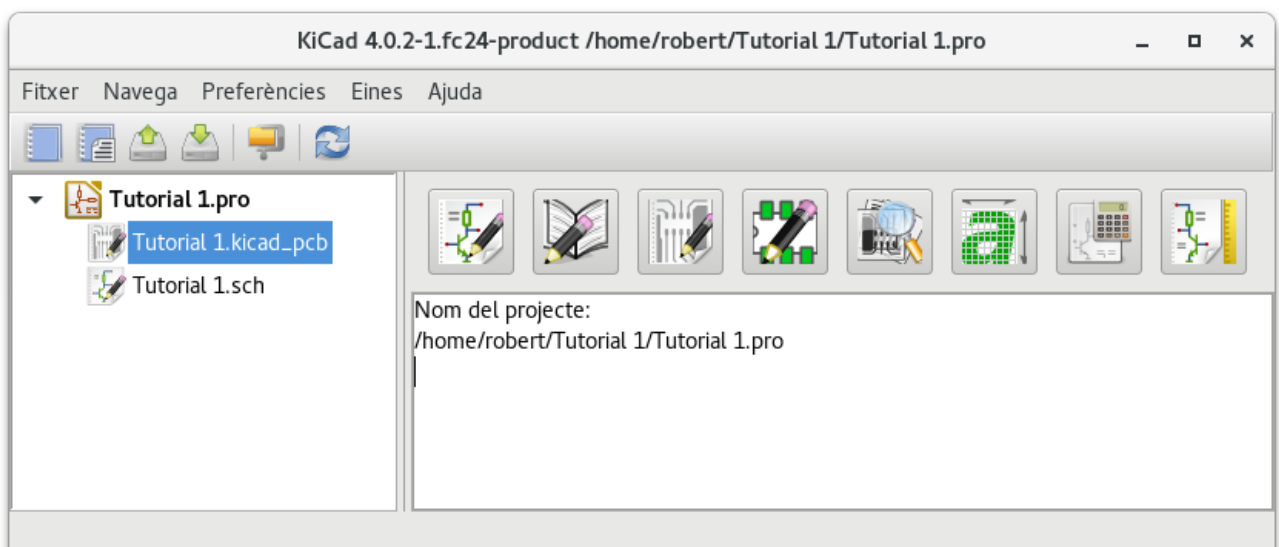 KiCad 4.0.2-1.fc24-product /home/robert/Tutorial 1/Tutorial 1.pro
Fitxer Navega Preferències Eines Ajuda
Tutorial 1.pro
Tutorial 1.kicad_pcb
Tutorial 1.sch
Nom del projecte:
/home/robert/Tutorial 1/Tutorial 1.pro